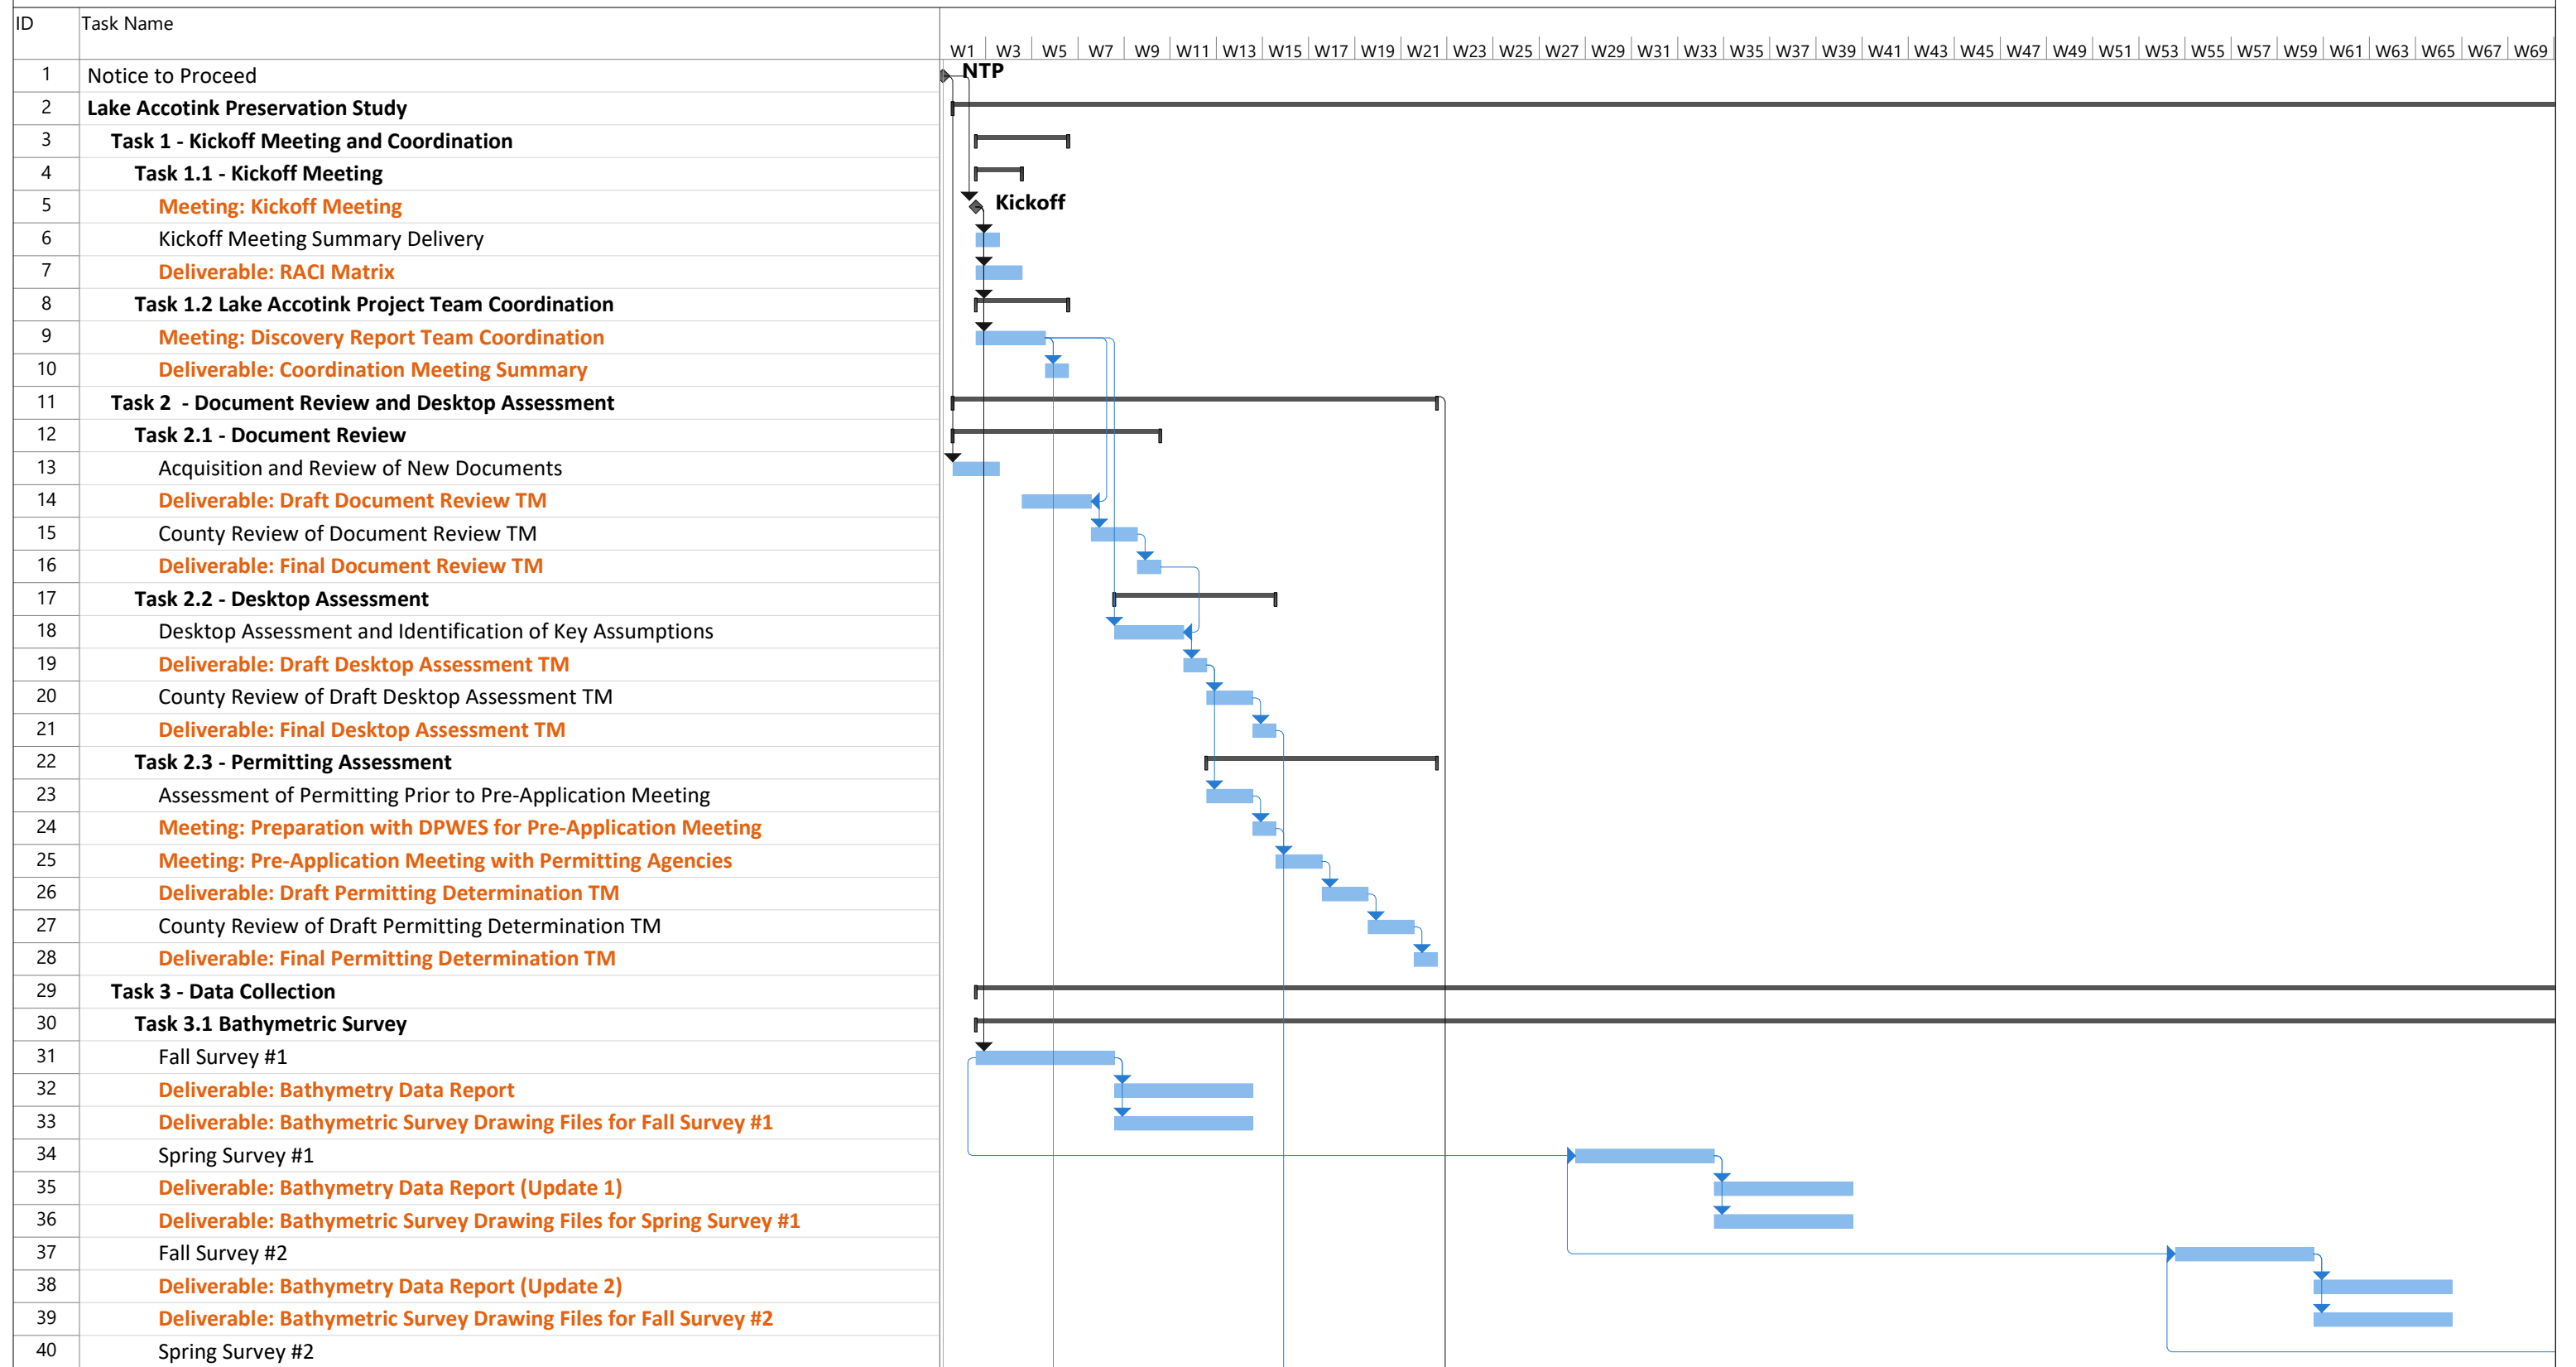 ID Task Name
W1 W3 W5 W7 W9 W11 W13 W15 W17 W19 W21 W23 W25 W27 W29 W31 W33 W35 W37 W39 W41 W43 W45 W47 W49 W51 W53 W55 W57 W59 W61 W63 W65 W67 W69
1 Notice to Proceed NTP
2 Lake Accotink Preservation Study
3 Task 1 - Kickoff Meeting and Coordination
4 Task 1.1 - Kickoff Meeting
5 Meeting: Kickoff Meeting Kickoff
6 Kickoff Meeting Summary Delivery
7 Deliverable: RACI Matrix
8 Task 1.2 Lake Accotink Project Team Coordination
9 Meeting: Discovery Report Team Coordination
10 Deliverable: Coordination Meeting Summary
11 Task 2 - Document Review and Desktop Assessment
12 Task 2.1 - Document Review
13 Acquisition and Review of New Documents
14 Deliverable: Draft Document Review TM
15 County Review of Document Review TM
16 Deliverable: Final Document Review TM
17 Task 2.2 - Desktop Assessment
18 Desktop Assessment and Identification of Key Assumptions
19 Deliverable: Draft Desktop Assessment TM
20 County Review of Draft Desktop Assessment TM
21 Deliverable: Final Desktop Assessment TM
22 Task 2.3 - Permitting Assessment
23 Assessment of Permitting Prior to Pre-Application Meeting
24 Meeting: Preparation with DPWES for Pre-Application Meeting
25 Meeting: Pre-Application Meeting with Permitting Agencies
26 Deliverable: Draft Permitting Determination TM
27 County Review of Draft Permitting Determination TM
28 Deliverable: Final Permitting Determination TM
29 Task 3 - Data Collection
30 Task 3.1 Bathymetric Survey
31 Fall Survey #1
32 Deliverable: Bathymetry Data Report
33 Deliverable: Bathymetric Survey Drawing Files for Fall Survey #1
34 Spring Survey #1
35 Deliverable: Bathymetry Data Report (Update 1)
36 Deliverable: Bathymetric Survey Drawing Files for Spring Survey #1
37 Fall Survey #2
38 Deliverable: Bathymetry Data Report (Update 2)
39 Deliverable: Bathymetric Survey Drawing Files for Fall Survey #2
40 Spring Survey #2